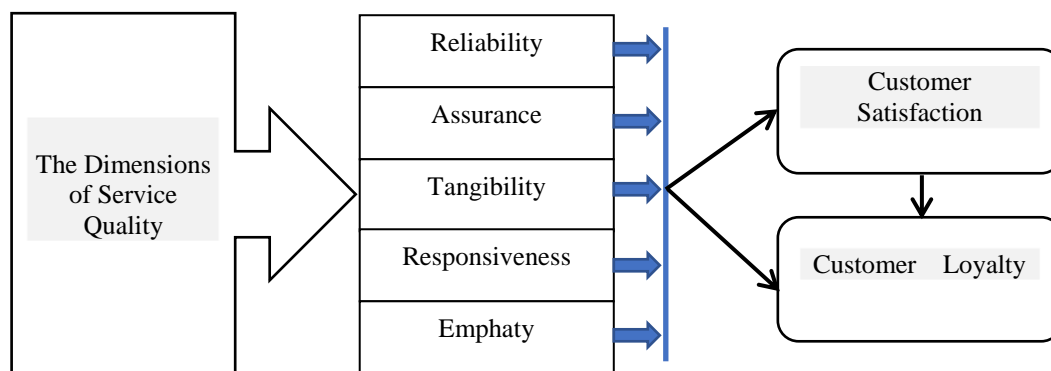 The Dimensions
of Service
Quality
Reliability
Assurance
Tangibility
Responsiveness
Emphaty
Customer
Satisfaction
Customer Loyalty